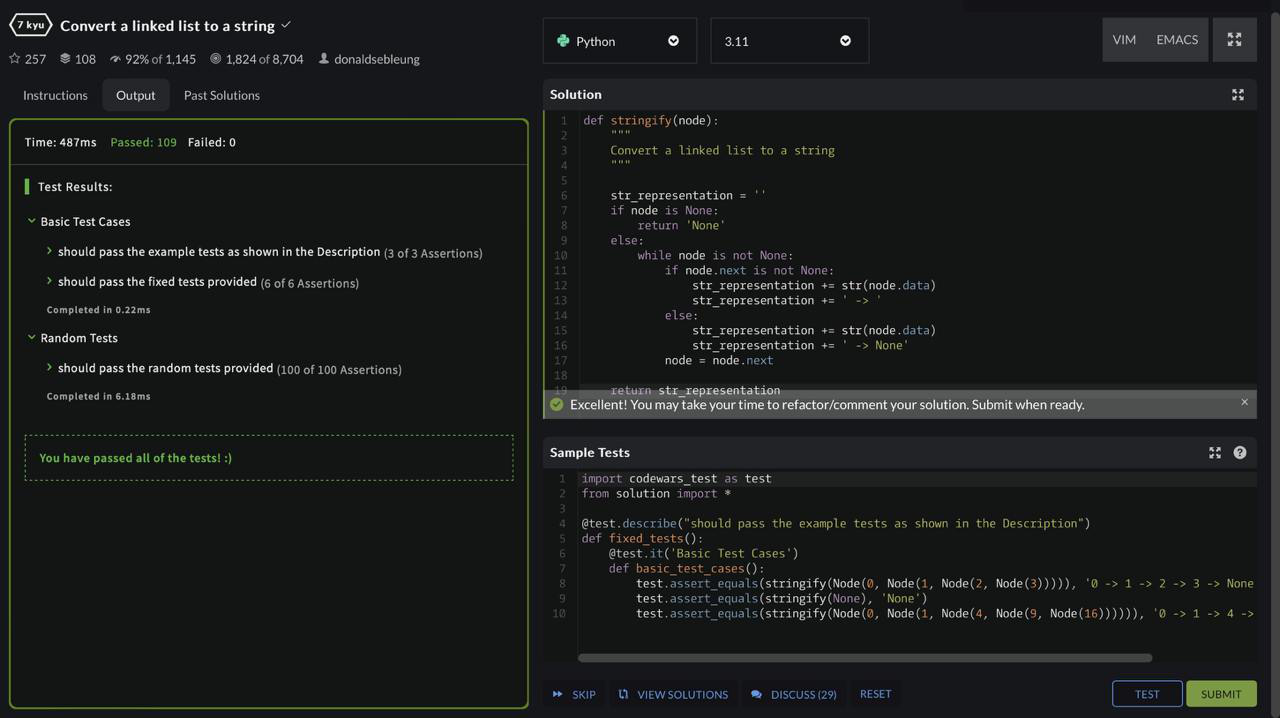 7 kyu Convert a linked list to a string
257 108 92% of 1,145 1,824 of 8,704 donaldsebleung
Instructions Output Past Solutions
Time: 487ms Passed: 109 Failed: 0
Test Results:
Basic Test Cases
should pass the example tests as shown in the Description (3 of 3 Assertions)
should pass the fixed tests provided (6 of 6 Assertions)
Completed in 0.22ms
Random Tests
should pass the random tests provided (100 of 100 Assertions)
Completed in 6.18ms
You have passed all of the tests! :)
Python 3.11 VIM EMACS
Solution
1 def stringify(node):
2     """
3     Convert a linked list to a string
4     """
5
6     str_representation = ''
7     if node is None:
8         return 'None'
9     else:
10         while node is not None:
11             if node.next is not None:
12                 str_representation += str(node.data)
13                 str_representation += ' -> '
14             else:
15                 str_representation += str(node.data)
16                 str_representation += ' -> None'
17             node = node.next
18
19     return str_representation
Excellent! You may take your time to refactor/comment your solution. Submit when ready. ×
Sample Tests ?
1 import codewars_test as test
2 from solution import *
3
4 @test.describe("should pass the example tests as shown in the Description")
5 def fixed_tests():
6     @test.it('Basic Test Cases')
7     def basic_test_cases():
8         test.assert_equals(stringify(Node(0, Node(1, Node(2, Node(3))))), '0 -> 1 -> 2 -> 3 -> None
9         test.assert_equals(stringify(None), 'None')
10         test.assert_equals(stringify(Node(0, Node(1, Node(4, Node(9, Node(16)))))), '0 -> 1 -> 4 ->
SKIP VIEW SOLUTIONS DISCUSS (29) RESET TEST SUBMIT